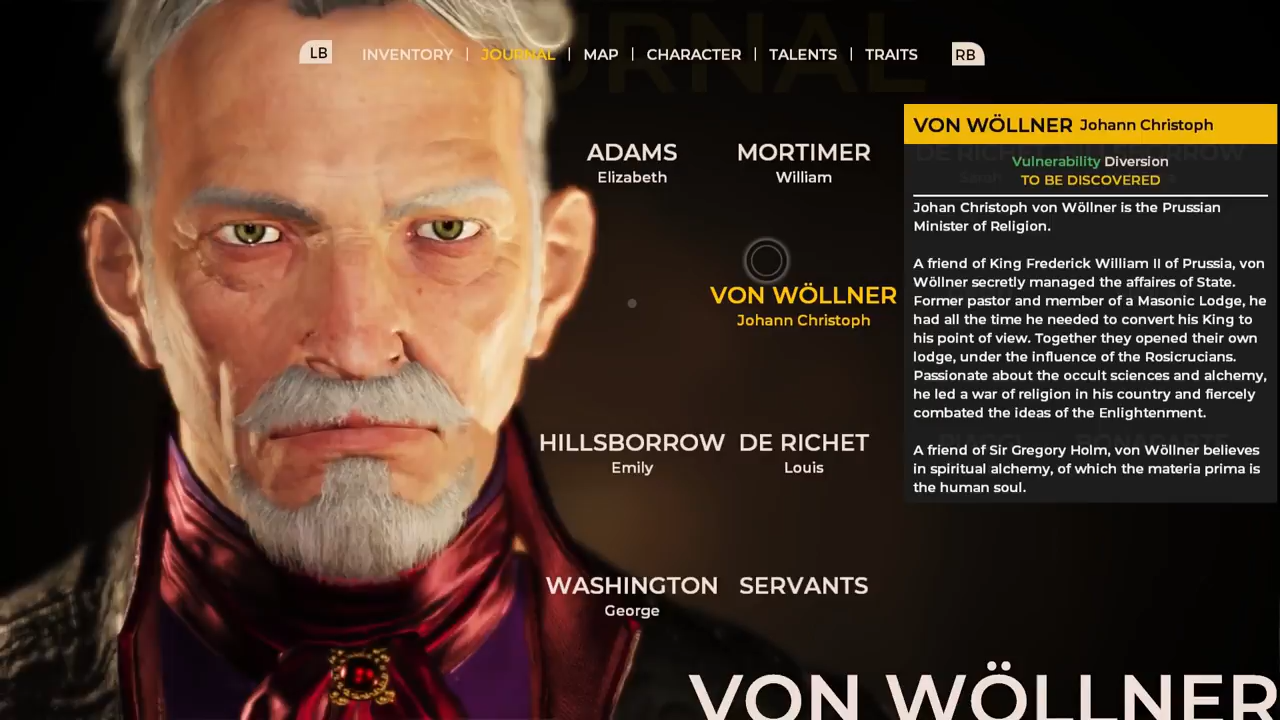 LB INVENTORY | JOURNAL | MAP | CHARACTER | TALENTS | TRAITS RB
ADAMS
Elizabeth
MORTIMER
William
VON WÖLLNER
Johann Christoph
HILLSBORROW
Emily
DE RICHET
Louis
WASHINGTON
George
SERVANTS
VON WÖLLNER Johann Christoph
Vulnerability Diversion
TO BE DISCOVERED
Johan Christoph von Wöllner is the Prussian
Minister of Religion.
A friend of King Frederick William II of Prussia, von
Wöllner secretly managed the affaires of State.
Former pastor and member of a Masonic Lodge, he
had all the time he needed to convert his King to
his point of view. Together they opened their own
lodge, under the influence of the Rosicrucians.
Passionate about the occult sciences and alchemy,
he led a war of religion in his country and fiercely
combated the ideas of the Enlightenment.
A friend of Sir Gregory Holm, von Wöllner believes
in spiritual alchemy, of which the materia prima is
the human soul.
VON WÖLLNER